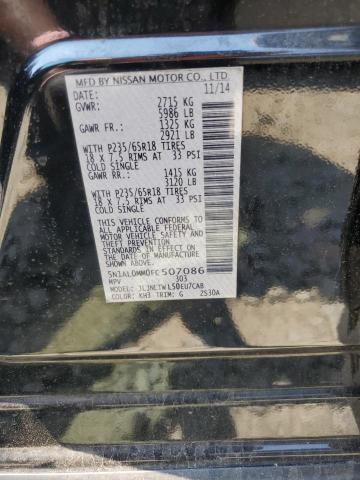 MFD BY NISSAN MOTOR CO., LTD
DATE: 11/14
GVWR: 2715 KG
5986 LB
GAWR FR.: 1325 KG
2921 LB
WITH P235/65R18 TIRES
18 X 7.5 RIMS AT 33 PSI
COLD SINGLE
GAWR RR.: 1415 KG
3120 LB
WITH P235/65R18 TIRES
18 X 7.5 RIMS AT 33 PSI
COLD SINGLE
THIS VEHICLE CONFORMS TO
ALL APPLICABLE FEDERAL
MOTOR VEHICLE SAFETY
STANDARDS IN EFFECT ON
THE DATE OF MANUFACTURE
SHOWN ABOVE.
5N1AL0MM0FC507086
MPV 303
MODEL: JLJNLTWL50EU7CAB
COLOR: KH3 TRIM: G 2S30A